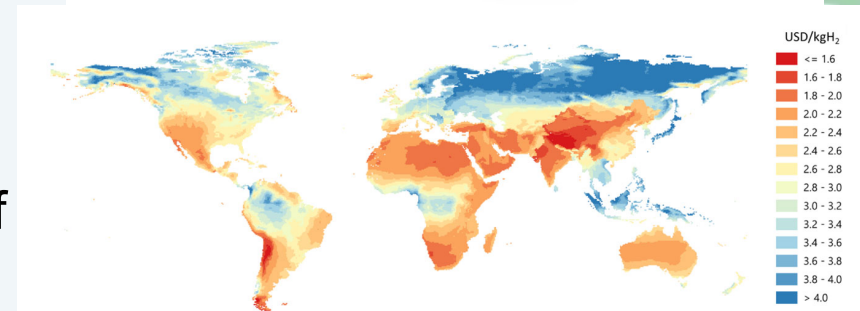 USD/kgH₂
<= 1.6
1.6 - 1.8
1.8 - 2.0
2.0 - 2.2
2.2 - 2.4
2.4 - 2.6
2.6 - 2.8
2.8 - 3.0
3.0 - 3.2
3.2 - 3.4
3.4 - 3.6
3.6 - 3.8
3.8 - 4.0
> 4.0
f